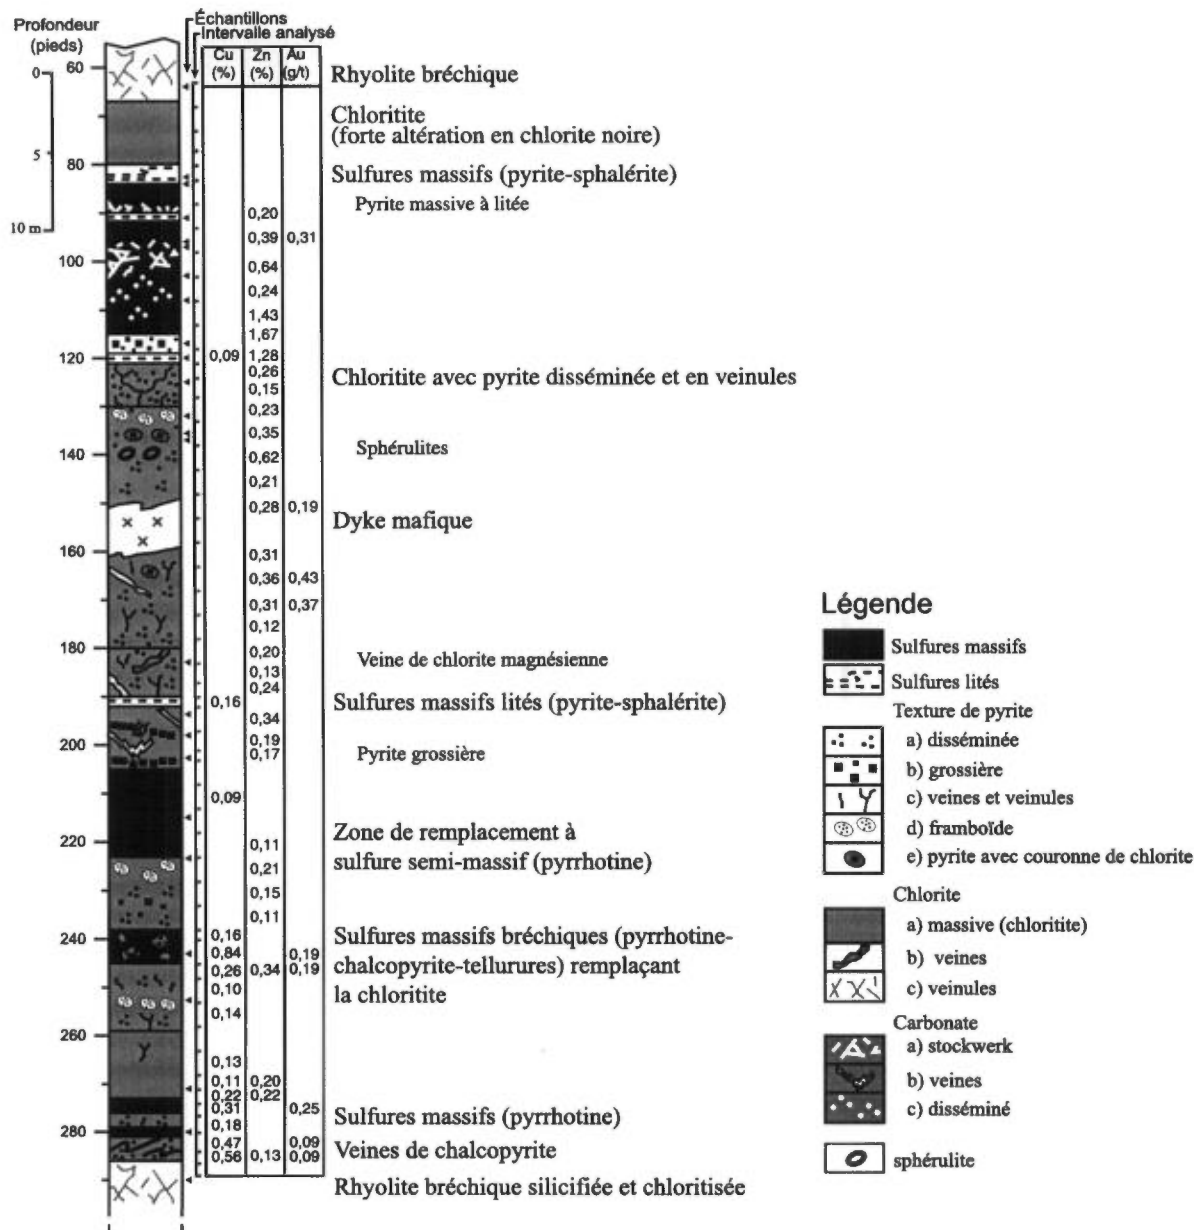 Échantillons
Intervalle analysé
Profondeur
(pieds)
Cu Zn Au
(%) (%) (g/t)
0 60
5
10 m
80
100
120
140
160
180
200
220
240
260
280
0,20
0,39 0,31
0,64
0,24
1,43
1,67
0,09 1,28
0,26
0,15
0,23
0,35
0,62
0,21
0,28 0,19
0,31
0,36 0,43
0,31 0,37
0,12
0,20
0,13
0,24
0,16
0,34
0,19
0,17
0,09
0,11
0,21
0,15
0,11
0,16
0,84 0,19
0,26 0,34 0,19
0,10
0,14
0,13
0,11 0,20
0,22 0,22
0,31 0,25
0,18
0,47 0,09
0,56 0,13 0,09
Rhyolite bréchique
Chloritite
(forte altération en chlorite noire)
Sulfures massifs (pyrite-sphalérite)
Pyrite massive à litée
Chloritite avec pyrite disséminée et en veinules
Sphérulites
Dyke mafique
Veine de chlorite magnésienne
Sulfures massifs lités (pyrite-sphalérite)
Pyrite grossière
Zone de remplacement à
sulfure semi-massif (pyrrhotine)
Sulfures massifs bréchiques (pyrrhotine-
chalcopyrite-tellurures) remplaçant
la chloritite
Sulfures massifs (pyrrhotine)
Veines de chalcopyrite
Rhyolite bréchique silicifiée et chloritisée
Légende
Sulfures massifs
Sulfures lités
Texture de pyrite
a) disséminée
b) grossière
c) veines et veinules
d) framboïde
e) pyrite avec couronne de chlorite
Chlorite
a) massive (chloritite)
b) veines
c) veinules
Carbonate
a) stockwerk
b) veines
c) disséminé
sphérulite